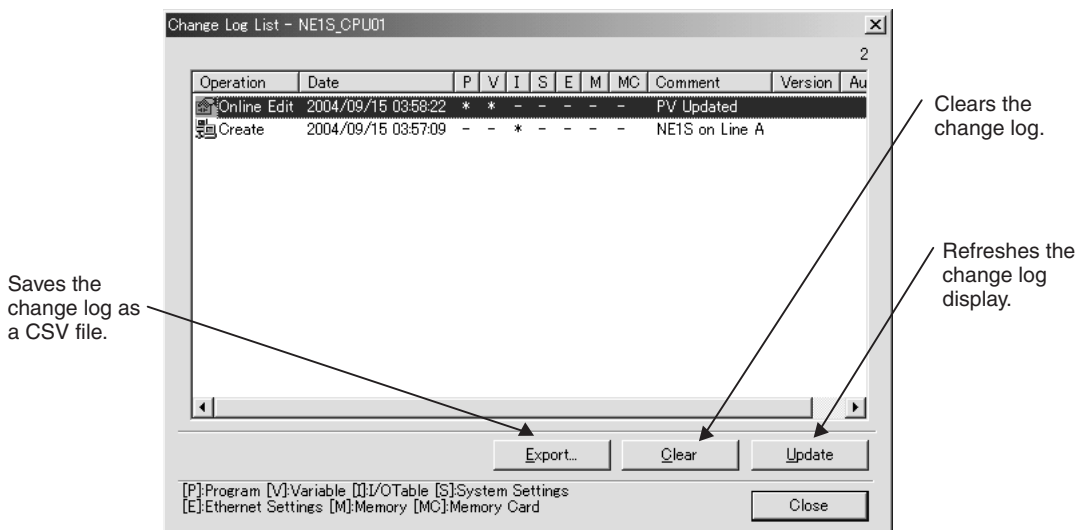 Change Log List - NE1S_CPU01
2
Operation Date P V I S E M MC Comment Version Au
Online Edit 2004/09/15 03:58:22 * * - - - - - PV Updated
Create 2004/09/15 03:57:09 - - * - - - - NE1S on Line A
Clears the
change log.
Refreshes the
change log
display.
Saves the
change log as
a CSV file.
Export...
Clear
Update
[P]:Program [V]:Variable [I]:I/OTable [S]:System Settings
[E]:Ethernet Settings [M]:Memory [MC]:Memory Card
Close